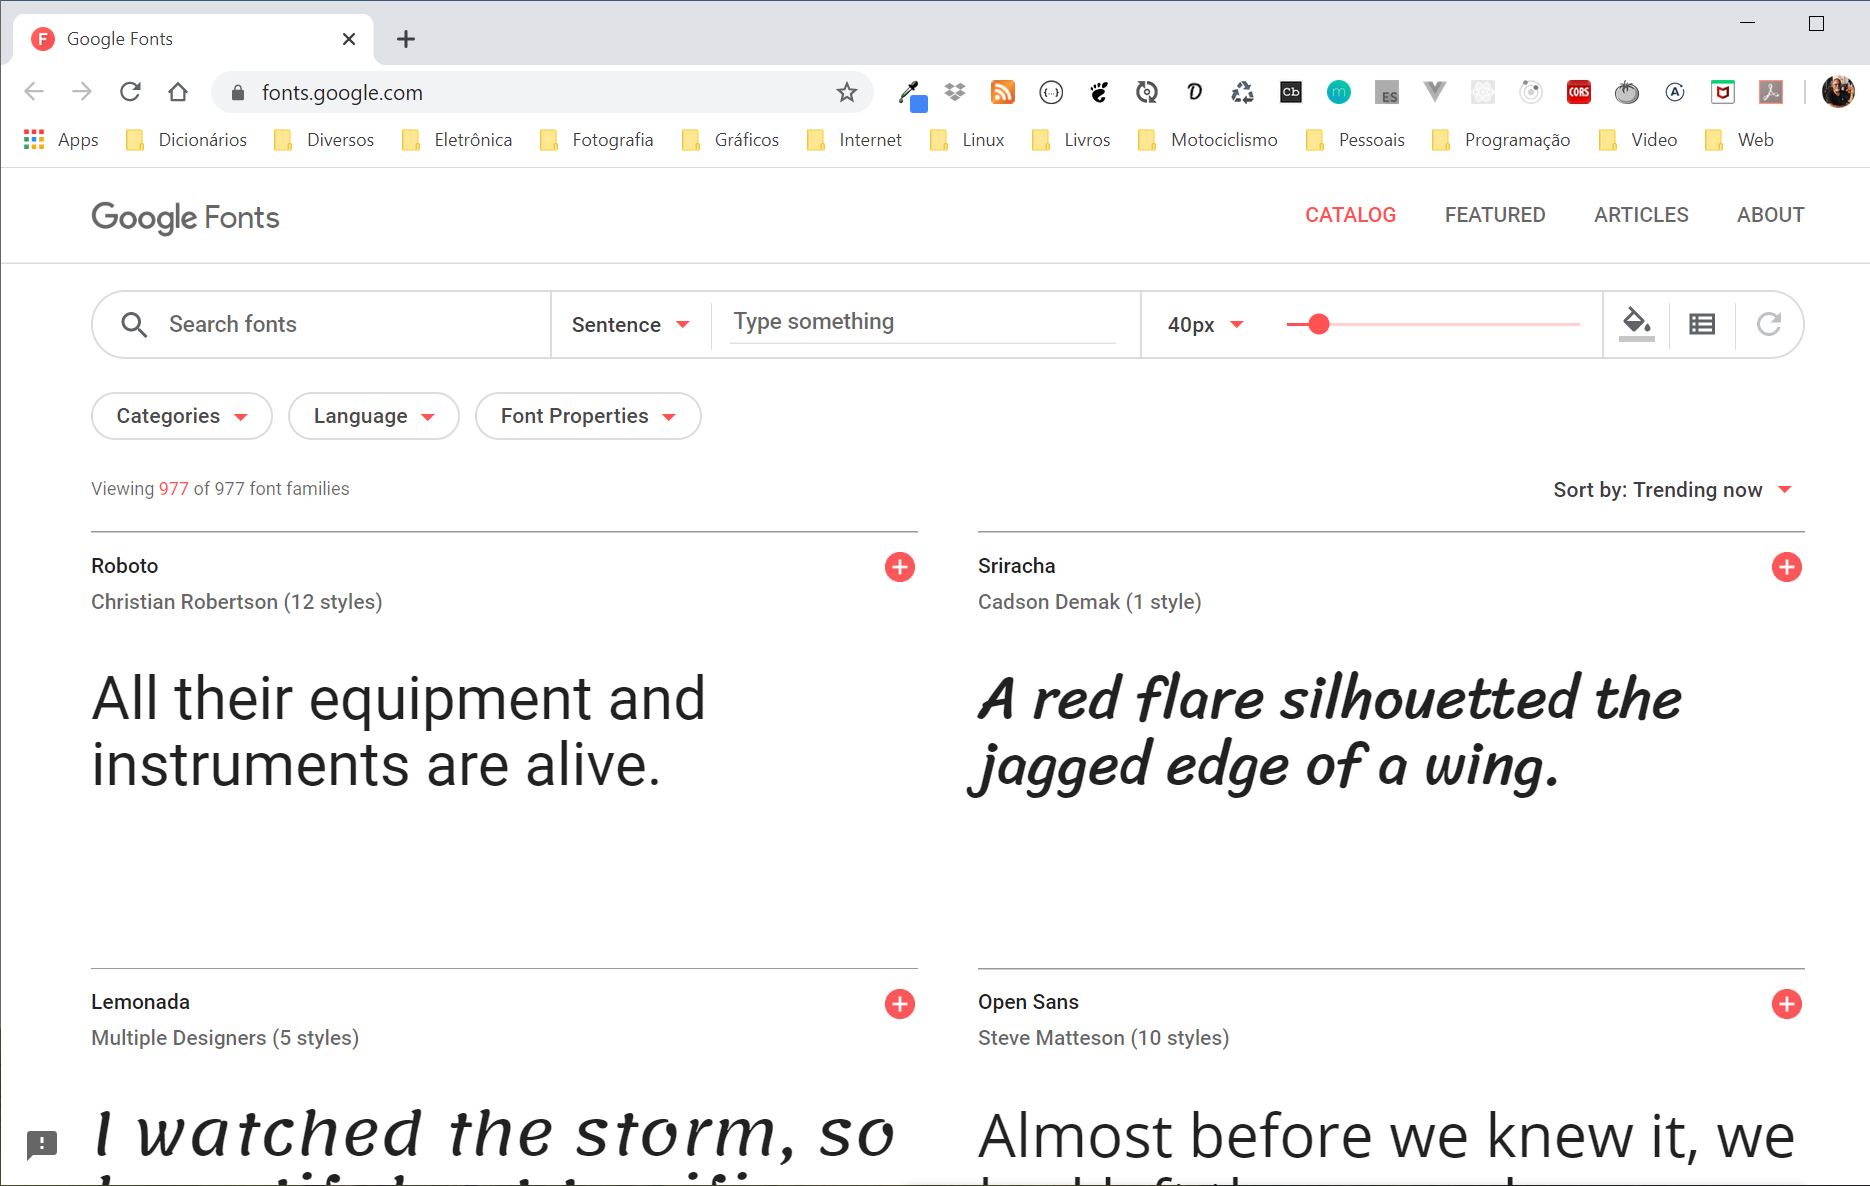 Google Fonts
fonts.google.com
Apps Dicionários Diversos Eletrônica Fotografia Gráficos Internet Linux Livros Motociclismo Pessoais Programação Video Web
Google Fonts
CATALOG FEATURED ARTICLES ABOUT
Search fonts Sentence Type something 40px
Categories Language Font Properties
Viewing 977 of 977 font families
Sort by: Trending now
Roboto
Christian Robertson (12 styles)
All their equipment and
instruments are alive.
Sriracha
Cadson Demak (1 style)
A red flare silhouetted the
jagged edge of a wing.
Lemonada
Multiple Designers (5 styles)
I watched the storm, so
Open Sans
Steve Matteson (10 styles)
Almost before we knew it, we